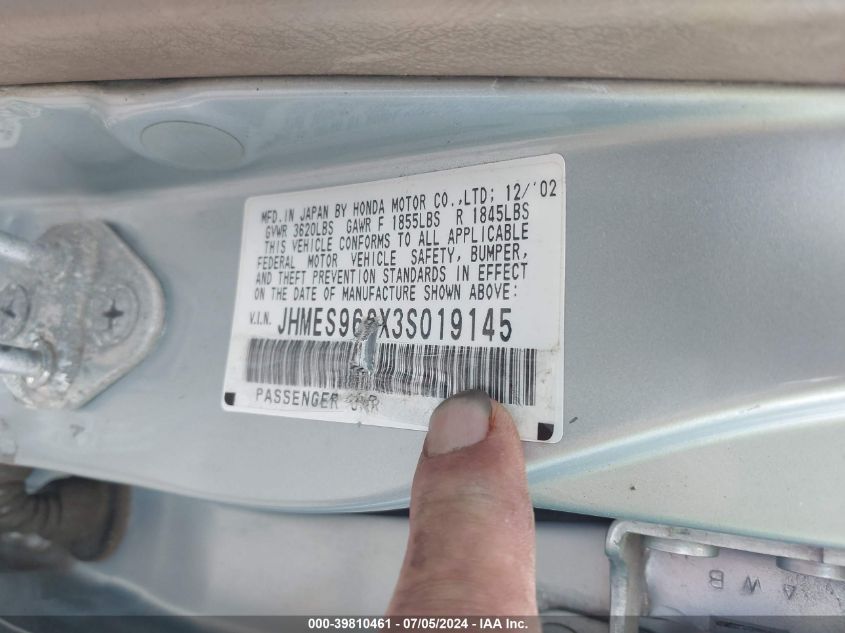 MFD. IN JAPAN BY HONDA MOTOR CO.,LTD; 12/'02
GVWR 3620LBS GAWR F 1855LBS R 1845LBS
THIS VEHICLE CONFORMS TO ALL APPLICABLE
FEDERAL MOTOR VEHICLE SAFETY, BUMPER,
AND THEFT PREVENTION STANDARDS IN EFFECT
ON THE DATE OF MANUFACTURE SHOWN ABOVE:
V.I.N.
PASSENGER CAR
AWB
000-39810461 - 07/05/2024 - IAA Inc.